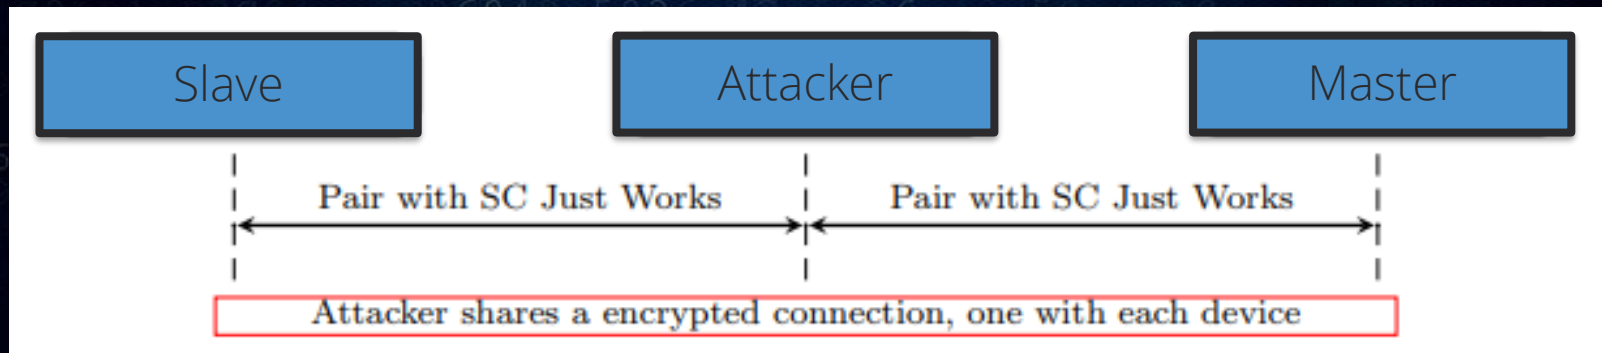 Slave
Attacker
Master
Pair with SC Just Works
Pair with SC Just Works
Attacker shares a encrypted connection, one with each device